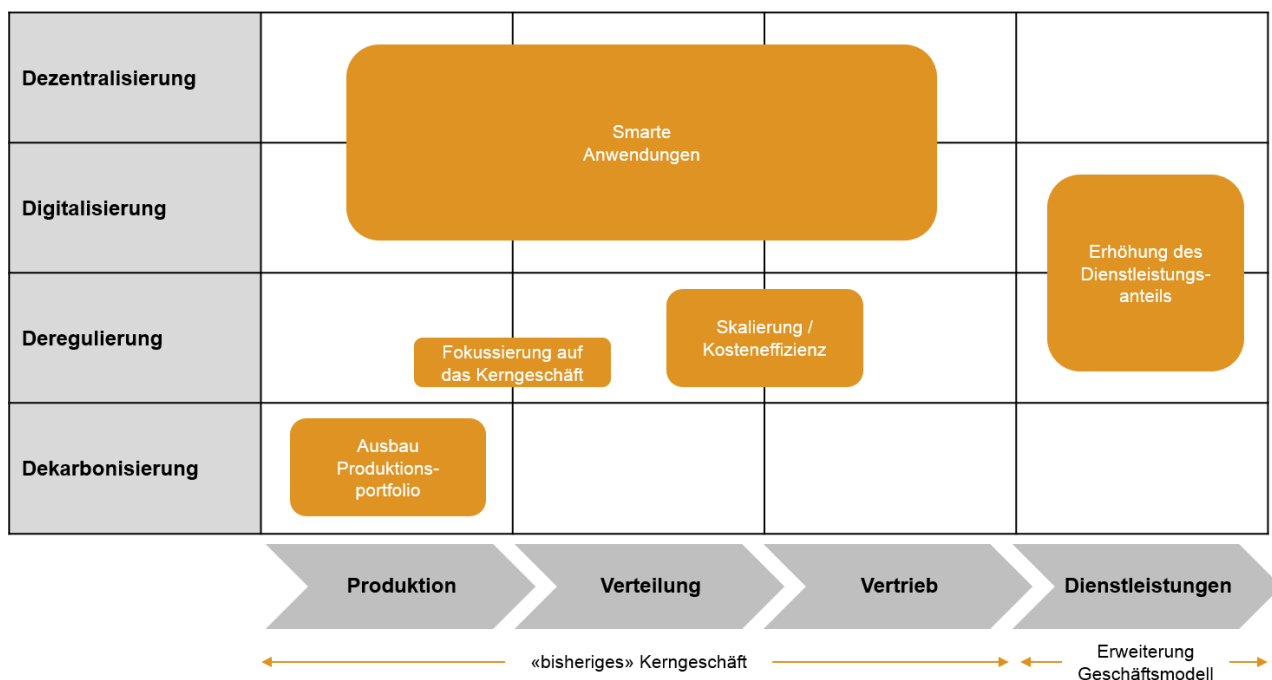 Dezentralisierung
Smarte
Anwendungen
Digitalisierung
Erhöhung des
Dienstleistungs-
anteils
Deregulierung
Fokussierung auf
das Kerngeschäft
Skalierung /
Kosteneffizienz
Dekarbonisierung
Ausbau
Produktions-
portfolio
Produktion
Verteilung
Vertrieb
Dienstleistungen
«bisheriges» Kerngeschäft
Erweiterung
Geschäftsmodell